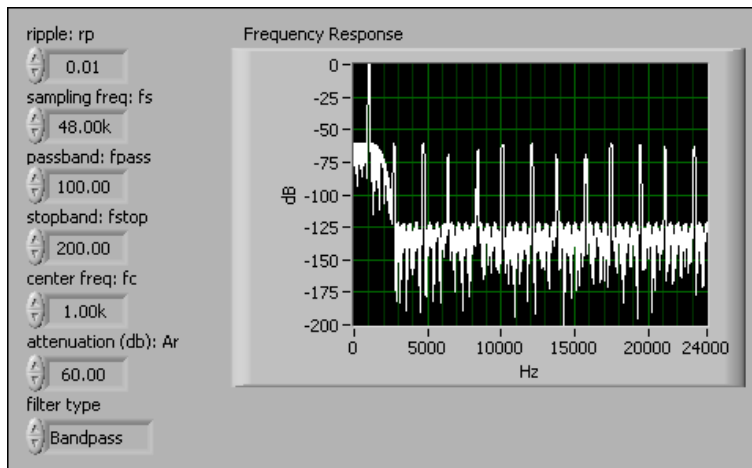 ripple: rp
0.01
sampling freq: fs
48.00k
passband: fpass
100.00
stopband: fstop
200.00
center freq: fc
1.00k
attenuation (db): Ar
60.00
filter type
Bandpass
Frequency Response
dB
0
-25
-50
-75
-100
-125
-150
-175
-200
0 5000 10000 15000 20000 24000
Hz